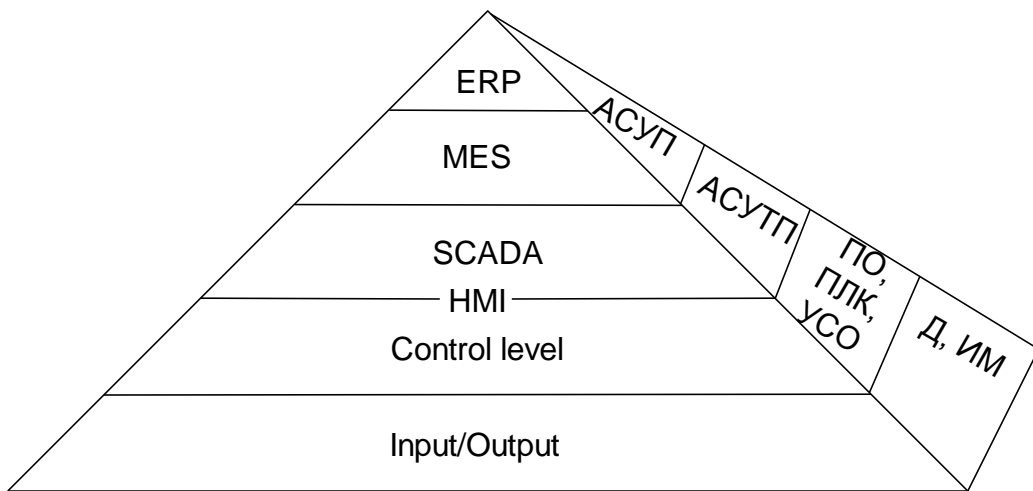 ERP
MES
SCADA
HMI
Control level
Input/Output
АСУП
АСУТП
ПО,
ПЛК,
УСО
Д, ИМ